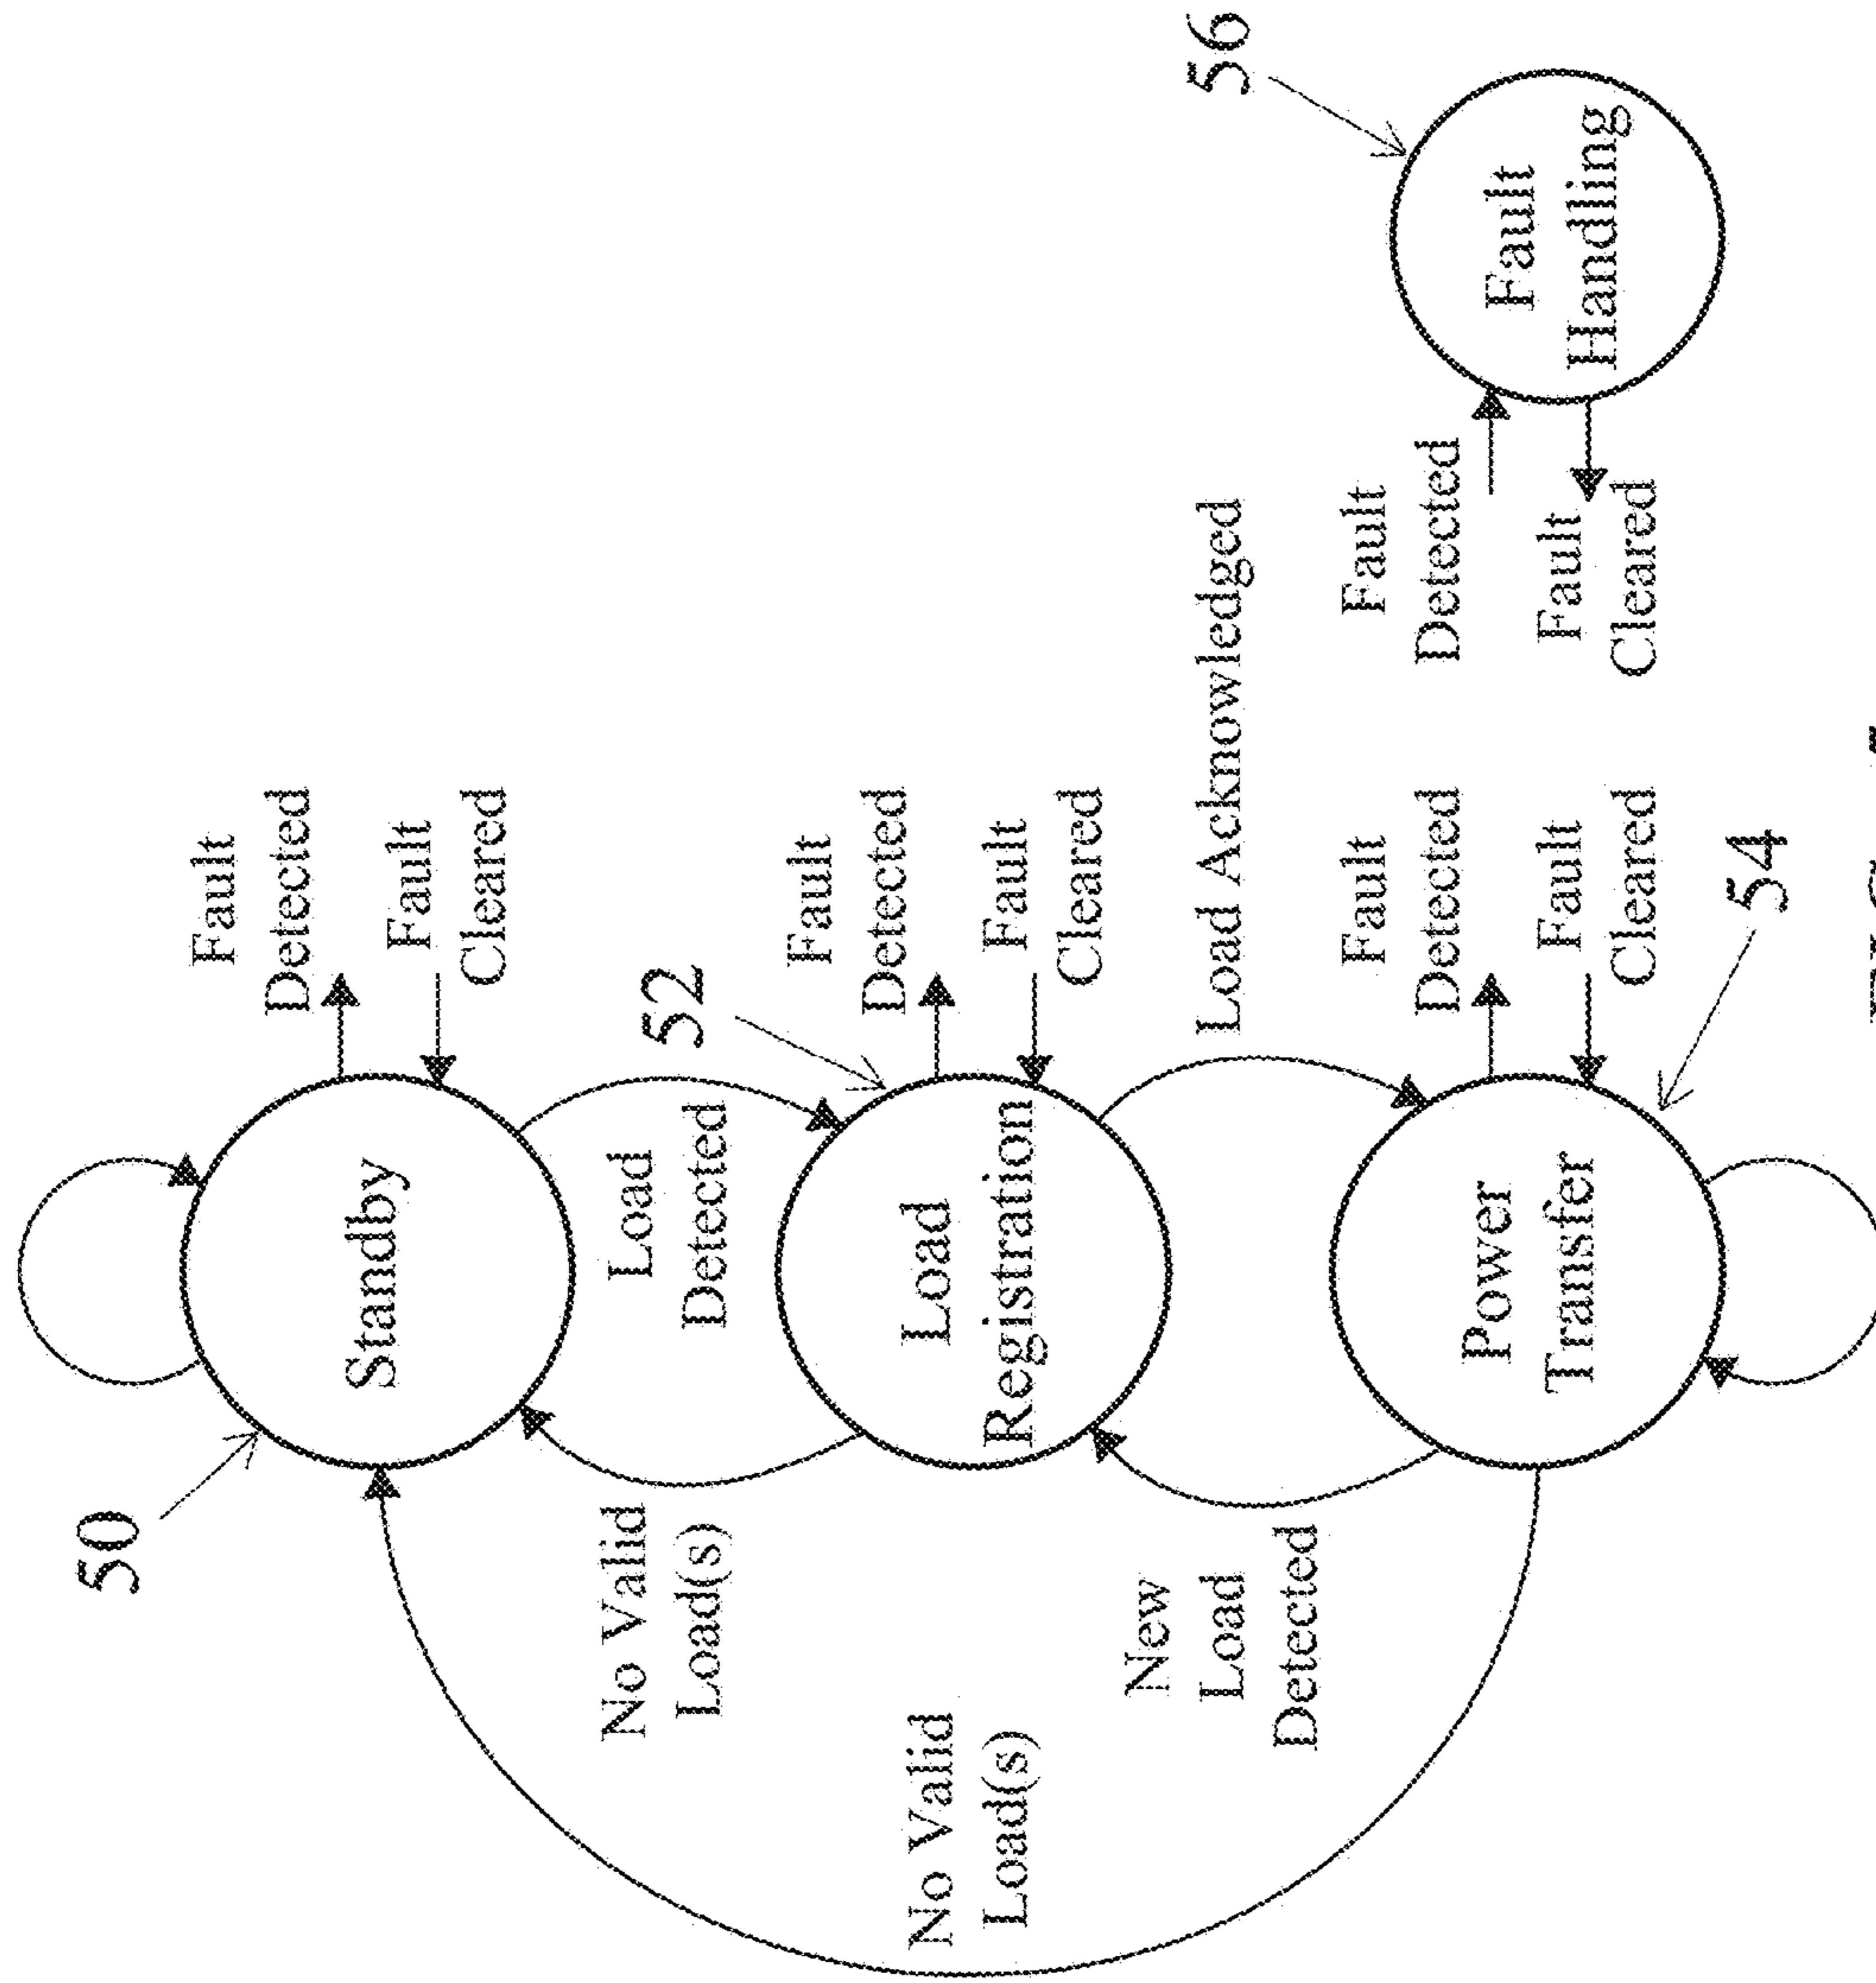 50
Standby
Fault
Detected
Fault
Cleared
No Valid
Load(s)
Load
Detected
52
No Valid
Load(s)
Load
Registration
Fault
Detected
Fault
Cleared
New
Load
Detected
Load Acknowledged
Power
Transfer
Fault
Detected
Fault
Cleared
54
Fault
Detected
Fault
Cleared
Fault
Handling
56